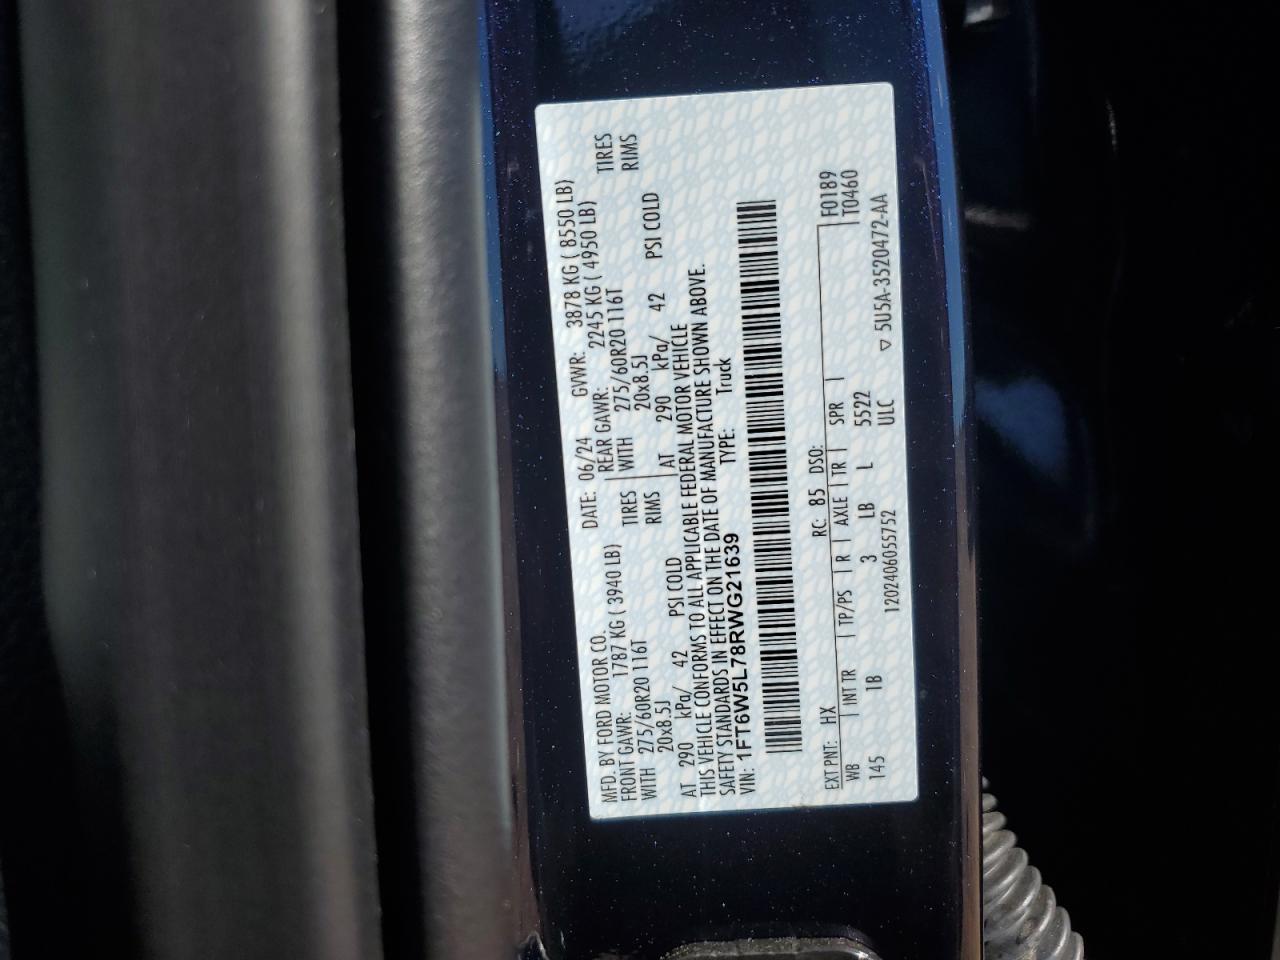 MFD. BY FORD MOTOR CO. DATE: 06/24 GVWR: 3878 KG ( 8550 LB)
FRONT GAWR: 1787 KG ( 3940 LB) REAR GAWR: 2245 KG ( 4950 LB)
WITH 275/60R20 116T TIRES WITH 275/60R20 116T TIRES
20x8.5J RIMS 20x8.5J RIMS
AT 290 kPa/ 42 PSI COLD AT 290 kPa/ 42 PSI COLD
THIS VEHICLE CONFORMS TO ALL APPLICABLE FEDERAL MOTOR VEHICLE
SAFETY STANDARDS IN EFFECT ON THE DATE OF MANUFACTURE SHOWN ABOVE.
VIN: 1FT6W5L78RWG21639 TYPE: Truck
EXT PNT: HX RC: 85 DSO: F0189
WB INT TR TP/PS R AXLE TR SPR T0460
145 IB 3 LB L 5522
1202406055752 ULC ▽ 5U5A-3520472-AA